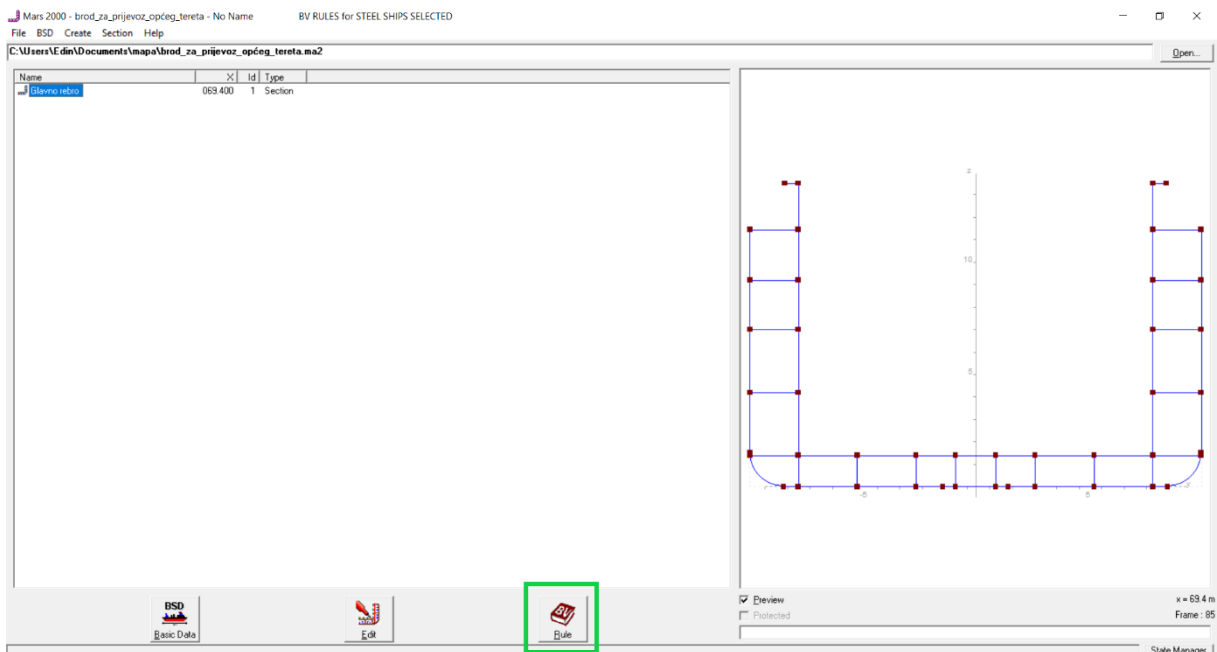 Mars 2000 - brod_za_prijevoz_općeg_tereta - No Name BV RULES for STEEL SHIPS SELECTED
File BSD Create Section Help
C:\Users\Edin\Documents\mapa\brod_za_prijevoz_općeg_tereta.ma2 Open...
Name X Id Type
Glavno rebro 069.400 1 Section
z
10
5
-5 5 Y
BSD
Basic Data
Edit
BV
Rule
Preview x = 69.4 m
Protected Frame : 85
State Manager